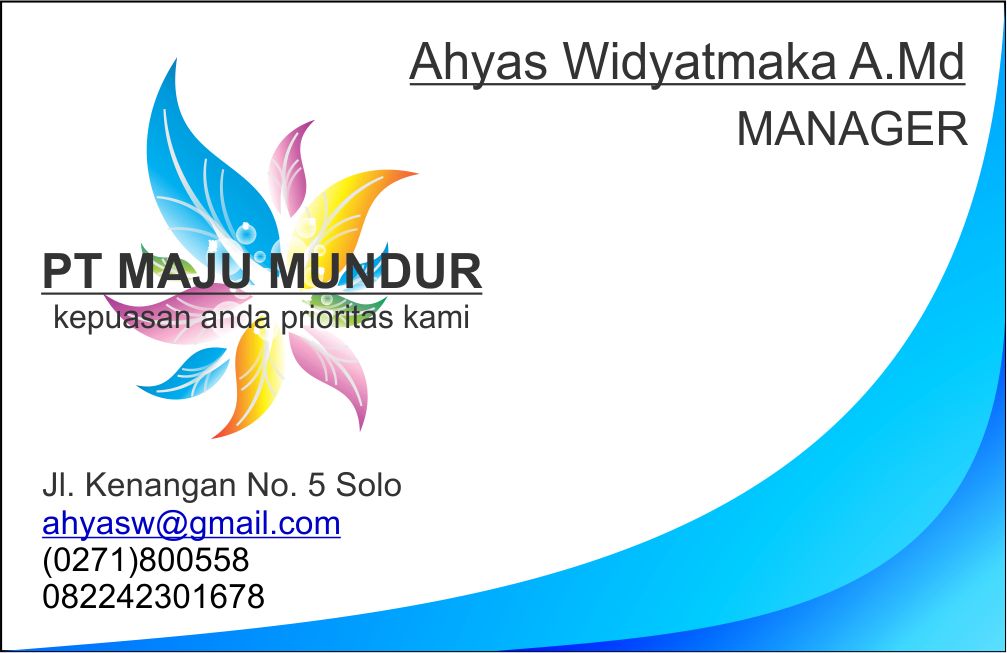 Ahyas Widyatmaka A.Md
MANAGER
PT MAJU MUNDUR
kepuasan anda prioritas kami
Jl. Kenangan No. 5 Solo
ahyasw@gmail.com
(0271)800558
082242301678